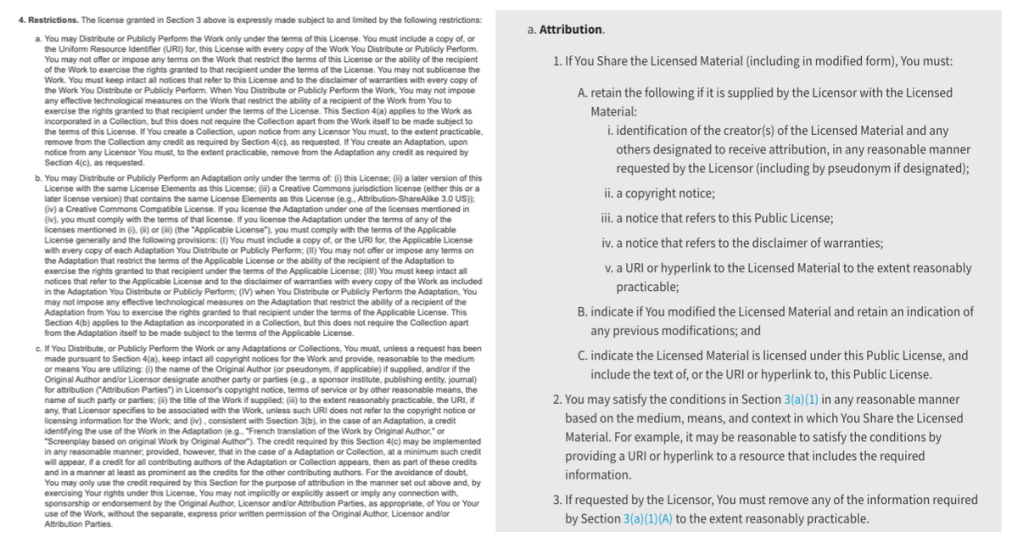 4. Restrictions. The license granted in Section 3 above is expressly made subject to and limited by the following restrictions:
a. You may Distribute or Publicly Perform the Work only under the terms of this License. You must include a copy of, or
the Uniform Resource Identifier (URI) for, this License with every copy of the Work You Distribute or Publicly Perform.
You may not offer or impose any terms on the Work that restrict the terms of this License or the ability of the recipient
of the Work to exercise the rights granted to that recipient under the terms of the License. You may not sublicense the
Work. You must keep intact all notices that refer to this License and to the disclaimer of warranties with every copy of
the Work You Distribute or Publicly Perform. When You Distribute or Publicly Perform the Work, You may not impose
any effective technological measures on the Work that restrict the ability of a recipient of the Work from You to
exercise the rights granted to that recipient under the terms of the License. This Section 4(a) applies to the Work as
incorporated in a Collection, but this does not require the Collection apart from the Work itself to be made subject to
the terms of this License. If You create a Collection, upon notice from any Licensor You must, to the extent practicable,
remove from the Collection any credit as required by Section 4(c), as requested. If You create an Adaptation, upon
notice from any Licensor You must, to the extent practicable, remove from the Adaptation any credit as required by
Section 4(c), as requested.
b. You may Distribute or Publicly Perform an Adaptation only under the terms of: (i) this License; (ii) a later version of this
License with the same License Elements as this License; (iii) a Creative Commons jurisdiction license (either this or a
later license version) that contains the same License Elements as this License (e.g., Attribution-ShareAlike 3.0 US));
(iv) a Creative Commons Compatible License. If you license the Adaptation under one of the licenses mentioned in
(iv), you must comply with the terms of that license. If you license the Adaptation under the terms of any of the
licenses mentioned in (i), (ii) or (iii) (the "Applicable License"), you must comply with the terms of the Applicable
License generally and the following provisions: (I) You must include a copy of, or the URI for, the Applicable License
with every copy of each Adaptation You Distribute or Publicly Perform; (II) You may not offer or impose any terms on
the Adaptation that restrict the terms of the Applicable License or the ability of the recipient of the Adaptation to
exercise the rights granted to that recipient under the terms of the Applicable License; (III) You must keep intact all
notices that refer to the Applicable License and to the disclaimer of warranties with every copy of the Work as included
in the Adaptation You Distribute or Publicly Perform; (IV) when You Distribute or Publicly Perform the Adaptation, You
may not impose any effective technological measures on the Adaptation that restrict the ability of a recipient of the
Adaptation from You to exercise the rights granted to that recipient under the terms of the Applicable License. This
Section 4(b) applies to the Adaptation as incorporated in a Collection, but this does not require the Collection apart
from the Adaptation itself to be made subject to the terms of the Applicable License.
c. If You Distribute, or Publicly Perform the Work or any Adaptations or Collections, You must, unless a request has been
made pursuant to Section 4(a), keep intact all copyright notices for the Work and provide, reasonable to the medium
or means You are utilizing: (i) the name of the Original Author (or pseudonym, if applicable) if supplied, and/or if the
Original Author and/or Licensor designate another party or parties (e.g., a sponsor institute, publishing entity, journal)
for attribution ("Attribution Parties") in Licensor's copyright notice, terms of service or by other reasonable means, the
name of such party or parties; (ii) the title of the Work if supplied; (iii) to the extent reasonably practicable, the URI, if
any, that Licensor specifies to be associated with the Work, unless such URI does not refer to the copyright notice or
licensing information for the Work; and (iv) , consistent with Ssection 3(b), in the case of an Adaptation, a credit
identifying the use of the Work in the Adaptation (e.g., "French translation of the Work by Original Author," or
"Screenplay based on original Work by Original Author"). The credit required by this Section 4(c) may be implemented
in any reasonable manner; provided, however, that in the case of a Adaptation or Collection, at a minimum such credit
will appear, if a credit for all contributing authors of the Adaptation or Collection appears, then as part of these credits
and in a manner at least as prominent as the credits for the other contributing authors. For the avoidance of doubt,
You may only use the credit required by this Section for the purpose of attribution in the manner set out above and, by
exercising Your rights under this License, You may not implicitly or explicitly assert or imply any connection with,
sponsorship or endorsement by the Original Author, Licensor and/or Attribution Parties, as appropriate, of You or Your
use of the Work, without the separate, express prior written permission of the Original Author, Licensor and/or
Attribution Parties.
a. Attribution.
1. If You Share the Licensed Material (including in modified form), You must:
A. retain the following if it is supplied by the Licensor with the Licensed
Material:
i. identification of the creator(s) of the Licensed Material and any
others designated to receive attribution, in any reasonable manner
requested by the Licensor (including by pseudonym if designated);
ii. a copyright notice;
iii. a notice that refers to this Public License;
iv. a notice that refers to the disclaimer of warranties;
v. a URI or hyperlink to the Licensed Material to the extent reasonably
practicable;
B. indicate if You modified the Licensed Material and retain an indication of
any previous modifications; and
C. indicate the Licensed Material is licensed under this Public License, and
include the text of, or the URI or hyperlink to, this Public License.
2. You may satisfy the conditions in Section 3(a)(1) in any reasonable manner
based on the medium, means, and context in which You Share the Licensed
Material. For example, it may be reasonable to satisfy the conditions by
providing a URI or hyperlink to a resource that includes the required
information.
3. If requested by the Licensor, You must remove any of the information required
by Section 3(a)(1)(A) to the extent reasonably practicable.